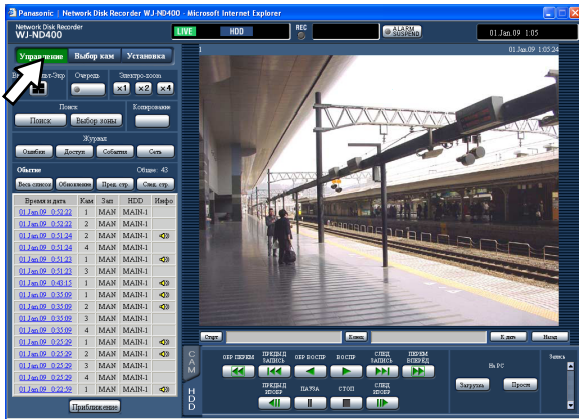 Panasonic | Network Disk Recorder WJ-ND400 - Microsoft Internet Explorer
Network Disk Recorder
WJ-ND400
LIVE HDD REC ALARM SUSPEND 01.Jan.09 1:05
Управление Выбор кам Установка
1 01.Jan.09 1:05:24
Очередь Электро-зоом
x1 x2 x4
Поиск Копирование
Поиск Выбор зоны
Журнал
Ошибки Доступ События Сеть
Общее: 43
Весь список Обновление Пред. стр. След. стр.
Время и дата Кам Зап HDD Инфо
01.Jan.09 0:52:22 1 MAN MAIN-1
01.Jan.09 0:52:22 2 MAN MAIN-1
01.Jan.09 0:51:24 2 MAN MAIN-1
01.Jan.09 0:51:24 4 MAN MAIN-1
01.Jan.09 0:51:23 1 MAN MAIN-1
01.Jan.09 0:51:23 3 MAN MAIN-1
01.Jan.09 0:43:15 1 MAN MAIN-1
01.Jan.09 0:35:09 1 MAN MAIN-1
01.Jan.09 0:35:09 2 MAN MAIN-1
01.Jan.09 0:35:09 3 MAN MAIN-1
01.Jan.09 0:35:09 4 MAN MAIN-1
01.Jan.09 0:25:29 1 MAN MAIN-1
01.Jan.09 0:25:29 2 MAN MAIN-1
01.Jan.09 0:25:29 3 MAN MAIN-1
01.Jan.09 0:25:29 4 MAN MAIN-1
01.Jan.09 0:22:59 1 MAN MAIN-1
Приближение
Старт Конец К дате Назад
CAM
HDD
ОБР ПЕРЕМ ПРЕДЫД ЗАПИСЬ ОБР ВОСПР ВОСПР СЛЕД ЗАПИСЬ ПЕРЕМ ВПЕРЕД
ПРЕДЫД ИЗОБР ПАУЗА СТОП СЛЕД ИЗОБР
На PC
Загрузка
Запись